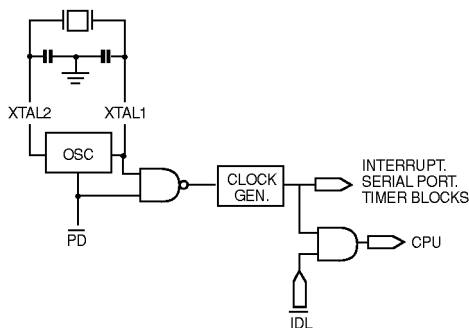 XTAL2
XTAL1
OSC
PD
CLOCK
GEN.
INTERRUPT.
SERIAL PORT.
TIMER BLOCKS
CPU
IDL